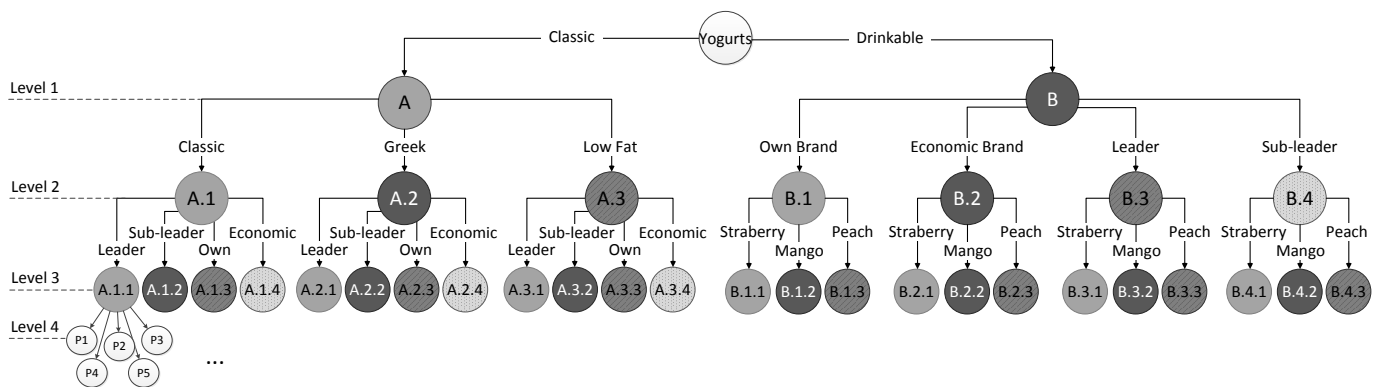 Yogurts
Classic Drinkable
Level 1
A B
Classic Greek Low Fat Own Brand Economic Brand Leader Sub-leader
Level 2
A.1 A.2 A.3 B.1 B.2 B.3 B.4
Sub-leader Economic Sub-leader Economic Sub-leader Economic Straberry Peach Straberry Peach Straberry Peach Straberry Peach
Leader Own Leader Own Leader Own Mango Mango Mango Mango
Level 3
A.1.1 A.1.2 A.1.3 A.1.4 A.2.1 A.2.2 A.2.3 A.2.4 A.3.1 A.3.2 A.3.3 A.3.4 B.1.1 B.1.2 B.1.3 B.2.1 B.2.2 B.2.3 B.3.1 B.3.2 B.3.3 B.4.1 B.4.2 B.4.3
Level 4
P1 P2 P3
P4 P5 ...